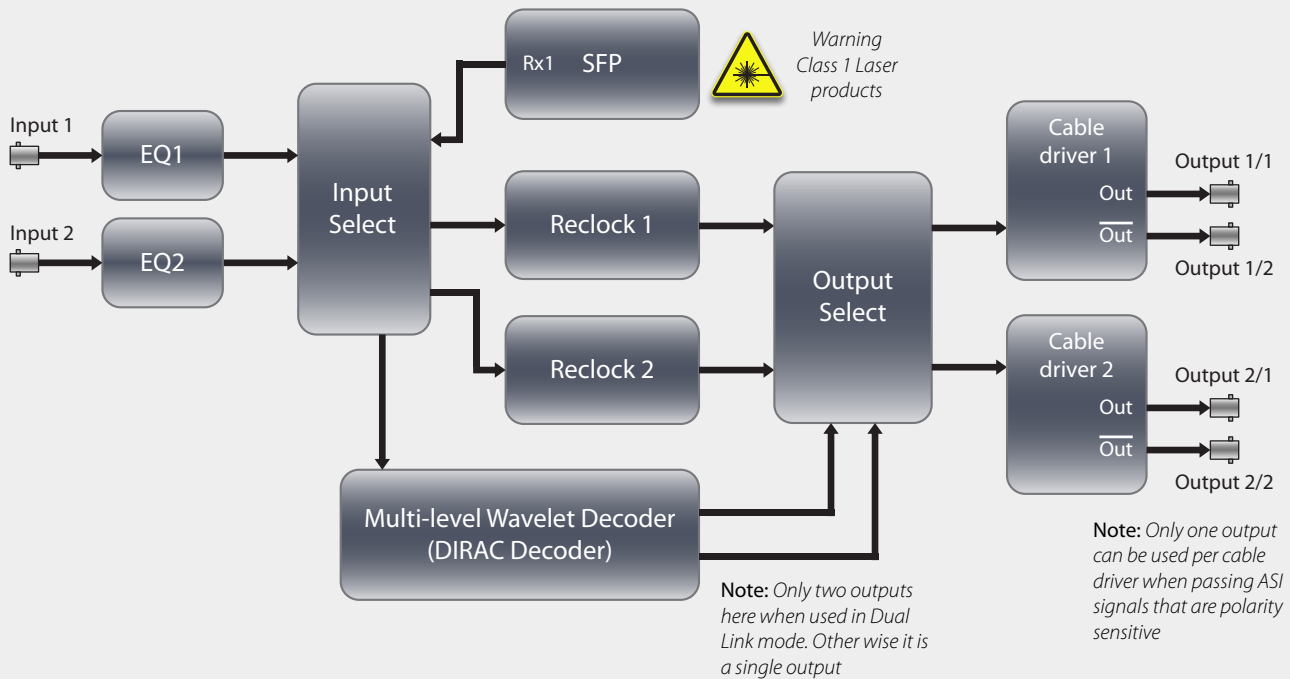 Rx1 SFP
Warning
Class 1 Laser
products
Input 1
EQ1
Input 2
EQ2
Input
Select
Reclock 1
Reclock 2
Multi-level Wavelet Decoder
(DIRAC Decoder)
Output
Select
Note: Only two outputs
here when used in Dual
Link mode. Other wise it is
a single output
Cable
driver 1
Out
Out
Output 1/1
Output 1/2
Cable
driver 2
Out
Out
Output 2/1
Output 2/2
Note: Only one output
can be used per cable
driver when passing ASI
signals that are polarity
sensitive